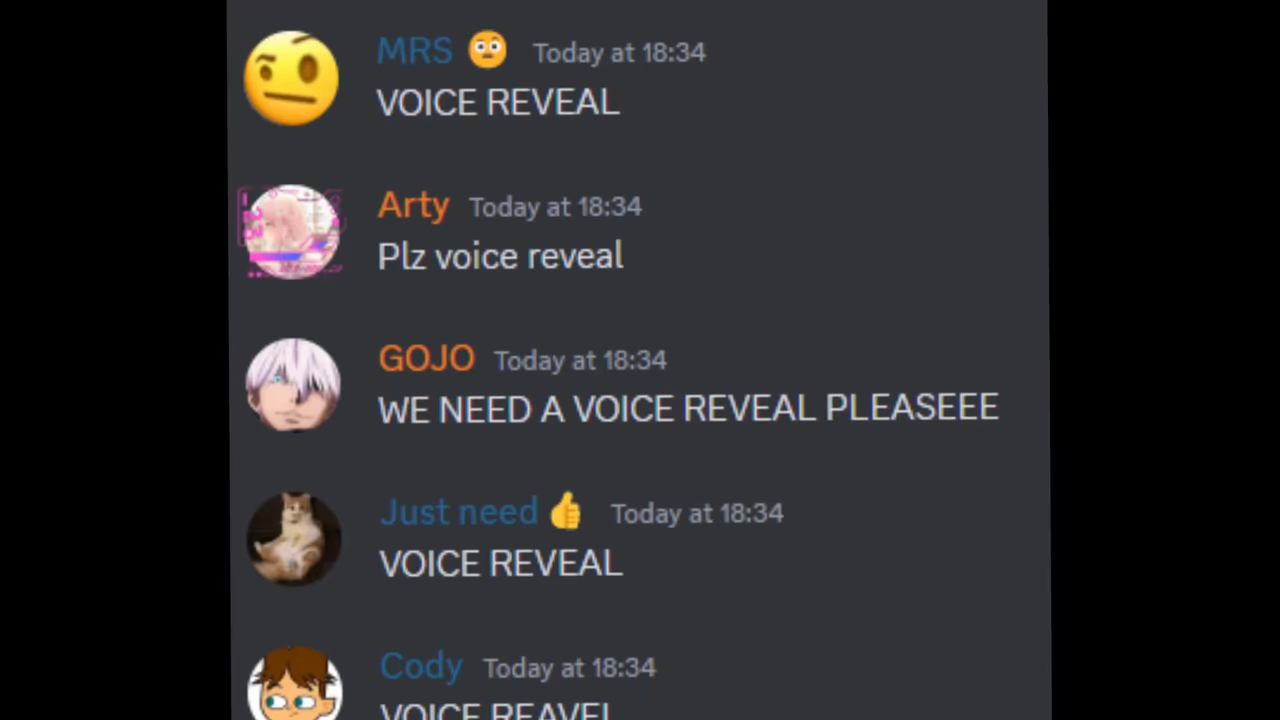 MRS 😳 Today at 18:34
VOICE REVEAL
Arty Today at 18:34
Plz voice reveal
GOJO Today at 18:34
WE NEED A VOICE REVEAL PLEASEEE
Just need 👍 Today at 18:34
VOICE REVEAL
Cody Today at 18:34
VOICE REAVEL